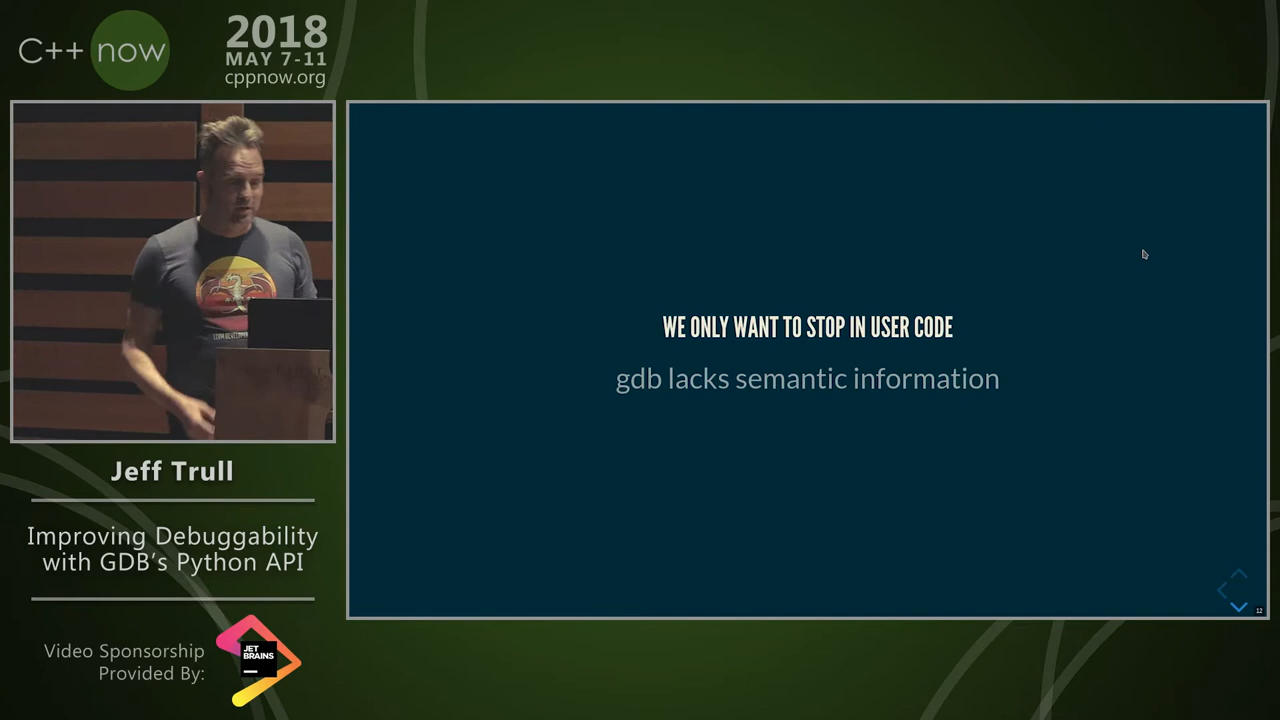 C++ now
2018
MAY 7-11
cppnow.org
WE ONLY WANT TO STOP IN USER CODE
gdb lacks semantic information
12
Jeff Trull
Improving Debuggability
with GDB's Python API
Video Sponsorship
Provided By:
JET
BRAINS